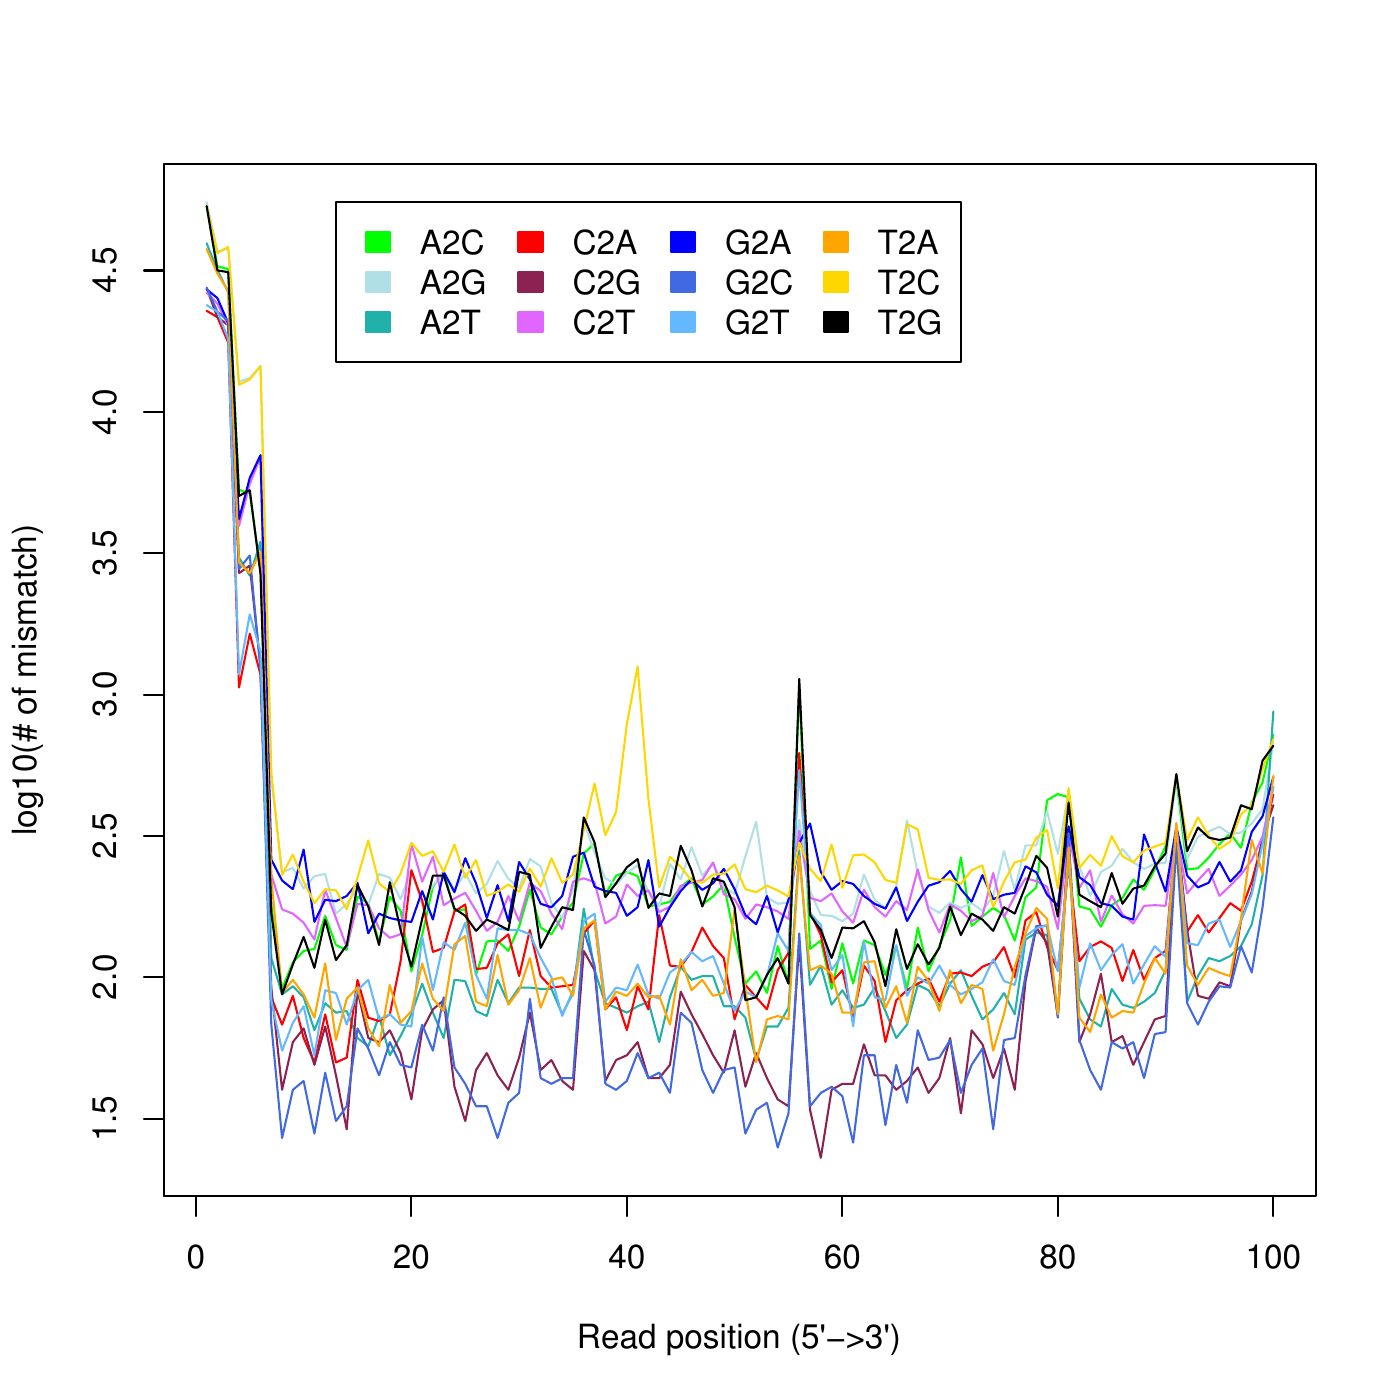 A2C C2A G2A T2A
A2G C2G G2C T2C
A2T C2T G2T T2G
4.5
4.0
3.5
3.0
2.5
2.0
1.5
log10(# of mismatch)
0 20 40 60 80 100
Read position (5'−>3')